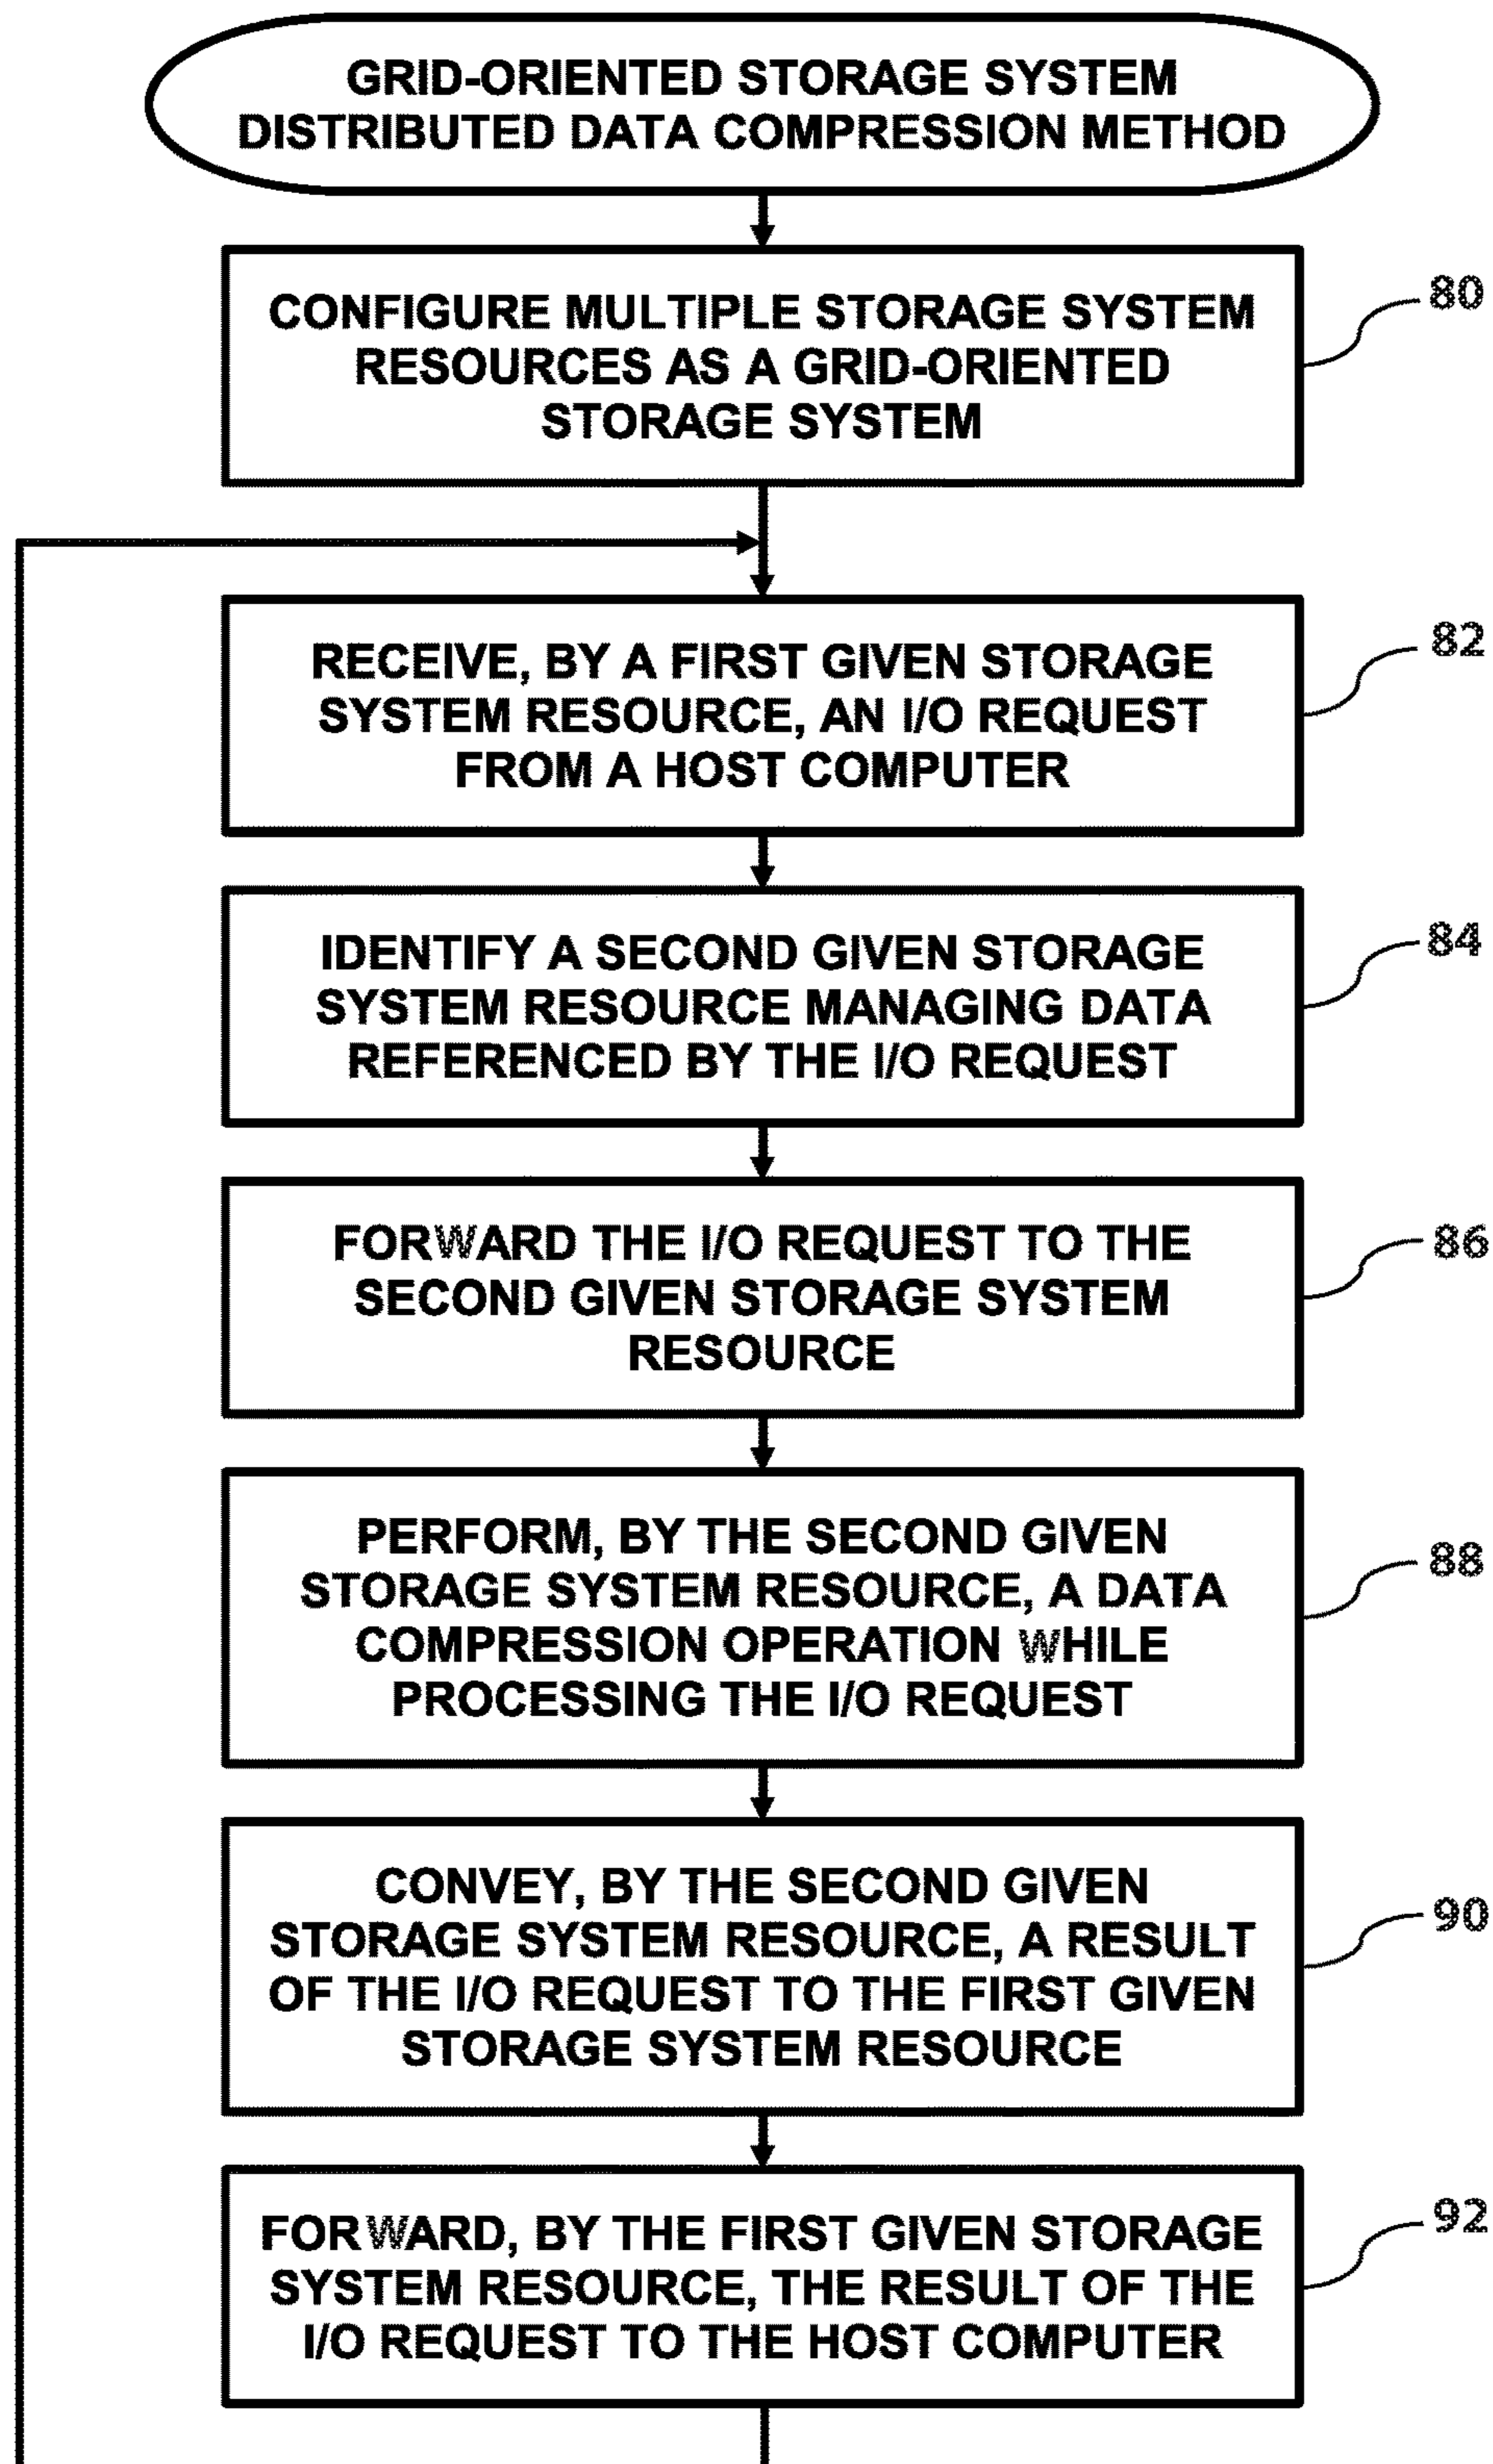 GRID-ORIENTED STORAGE SYSTEM
DISTRIBUTED DATA COMPRESSION METHOD
CONFIGURE MULTIPLE STORAGE SYSTEM
RESOURCES AS A GRID-ORIENTED
STORAGE SYSTEM
80
RECEIVE, BY A FIRST GIVEN STORAGE
SYSTEM RESOURCE, AN I/O REQUEST
FROM A HOST COMPUTER
82
IDENTIFY A SECOND GIVEN STORAGE
SYSTEM RESOURCE MANAGING DATA
REFERENCED BY THE I/O REQUEST
84
FORWARD THE I/O REQUEST TO THE
SECOND GIVEN STORAGE SYSTEM
RESOURCE
86
PERFORM, BY THE SECOND GIVEN
STORAGE SYSTEM RESOURCE, A DATA
COMPRESSION OPERATION WHILE
PROCESSING THE I/O REQUEST
88
CONVEY, BY THE SECOND GIVEN
STORAGE SYSTEM RESOURCE, A RESULT
OF THE I/O REQUEST TO THE FIRST GIVEN
STORAGE SYSTEM RESOURCE
90
FORWARD, BY THE FIRST GIVEN STORAGE
SYSTEM RESOURCE, THE RESULT OF THE
I/O REQUEST TO THE HOST COMPUTER
92